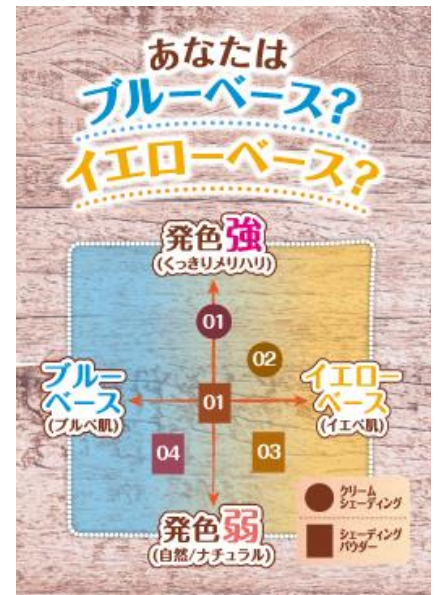 あなたは
ブルーベース?
イエローベース?
発色強
(くっきりメリハリ)
01
02
ブルー
ベース
(ブルベ肌)
01
イエロー
ベース
(イエベ肌)
04
03
クリーム
シェーディング
シェーディング
パウダー
発色弱
(自然/ナチュラル)